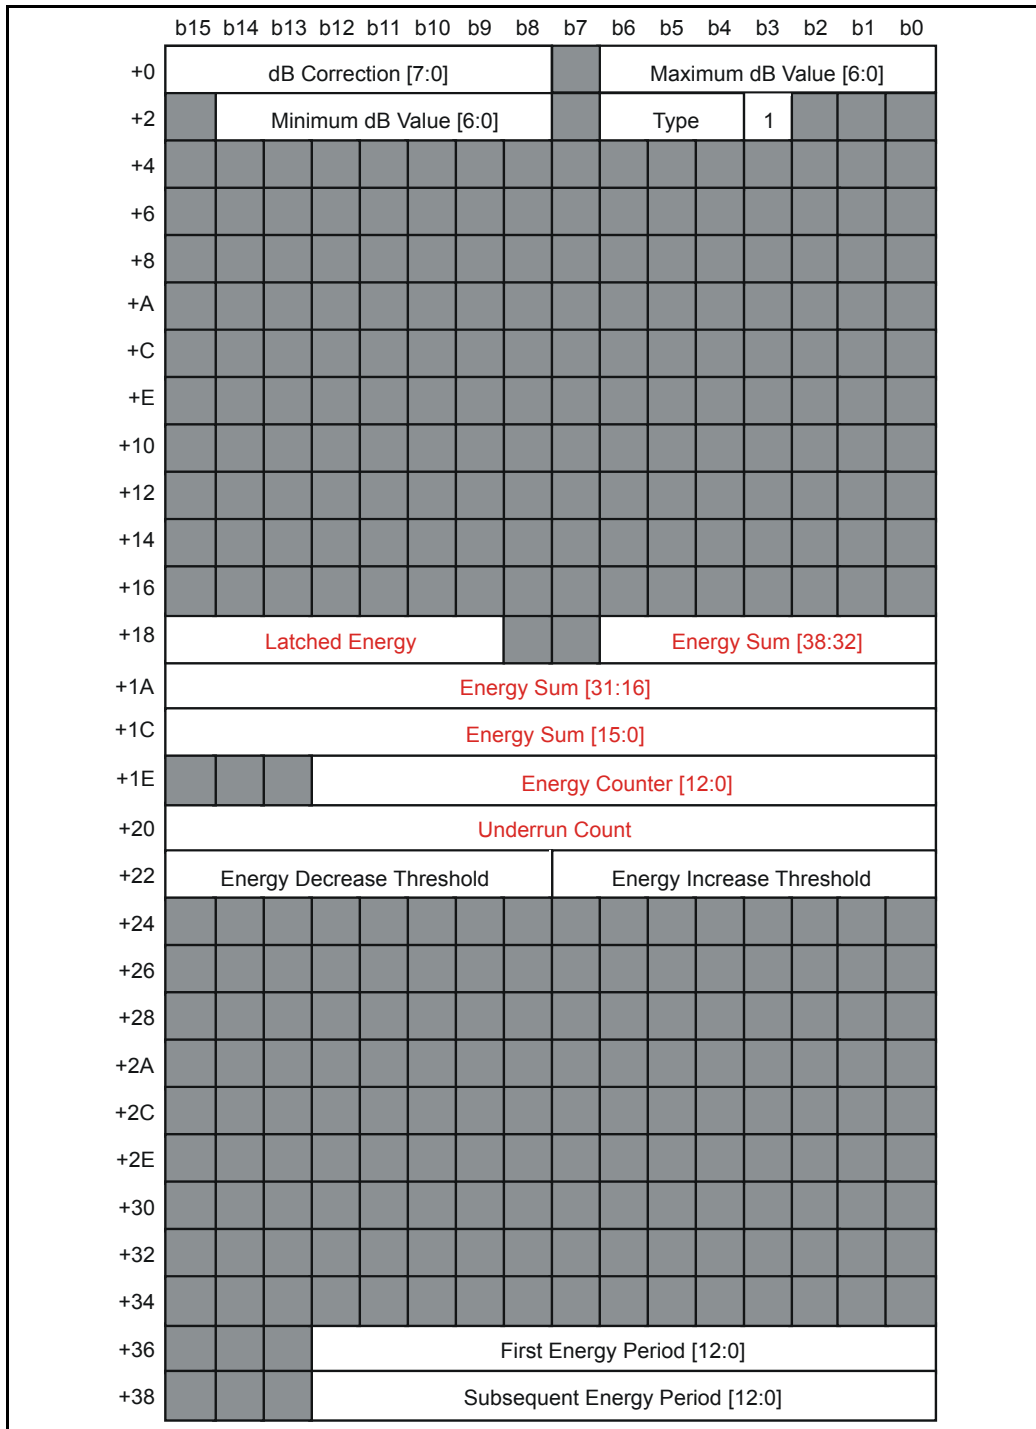 b15 b14 b13 b12 b11 b10 b9 b8 b7 b6 b5 b4 b3 b2 b1 b0
+0 dB Correction [7:0] Maximum dB Value [6:0]
+2 Minimum dB Value [6:0] Type 1
+4
+6
+8
+A
+C
+E
+10
+12
+14
+16
+18 Latched Energy Energy Sum [38:32]
+1A Energy Sum [31:16]
+1C Energy Sum [15:0]
+1E Energy Counter [12:0]
+20 Underrun Count
+22 Energy Decrease Threshold Energy Increase Threshold
+24
+26
+28
+2A
+2C
+2E
+30
+32
+34
+36 First Energy Period [12:0]
+38 Subsequent Energy Period [12:0]